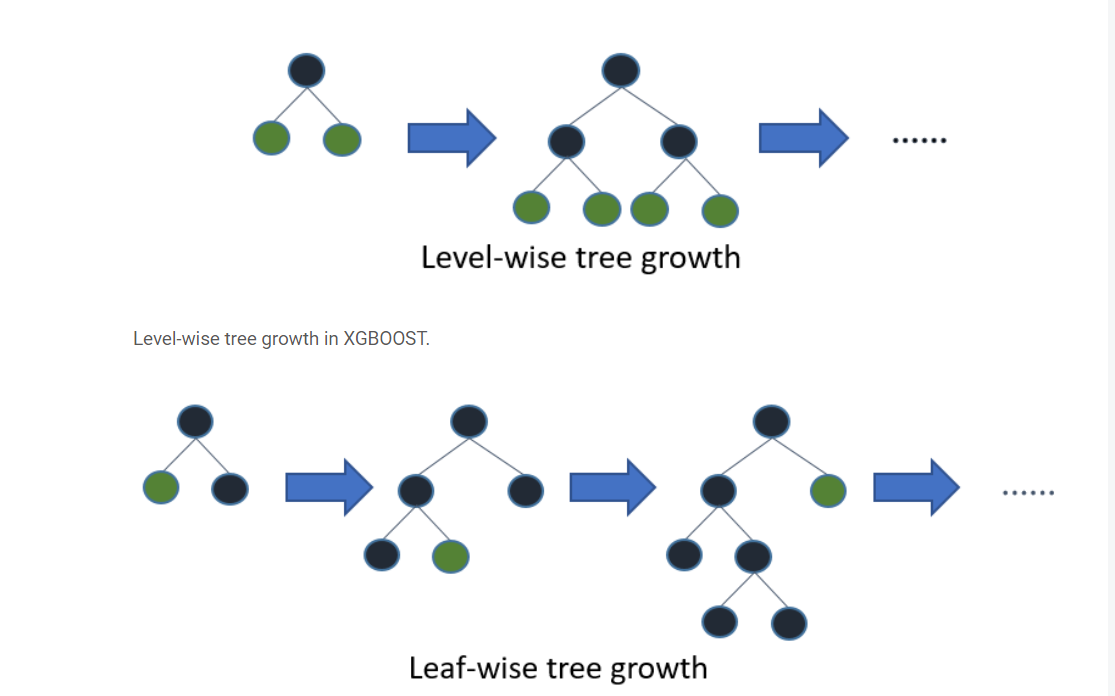 ......
Level-wise tree growth
Level-wise tree growth in XGBOOST.
......
Leaf-wise tree growth